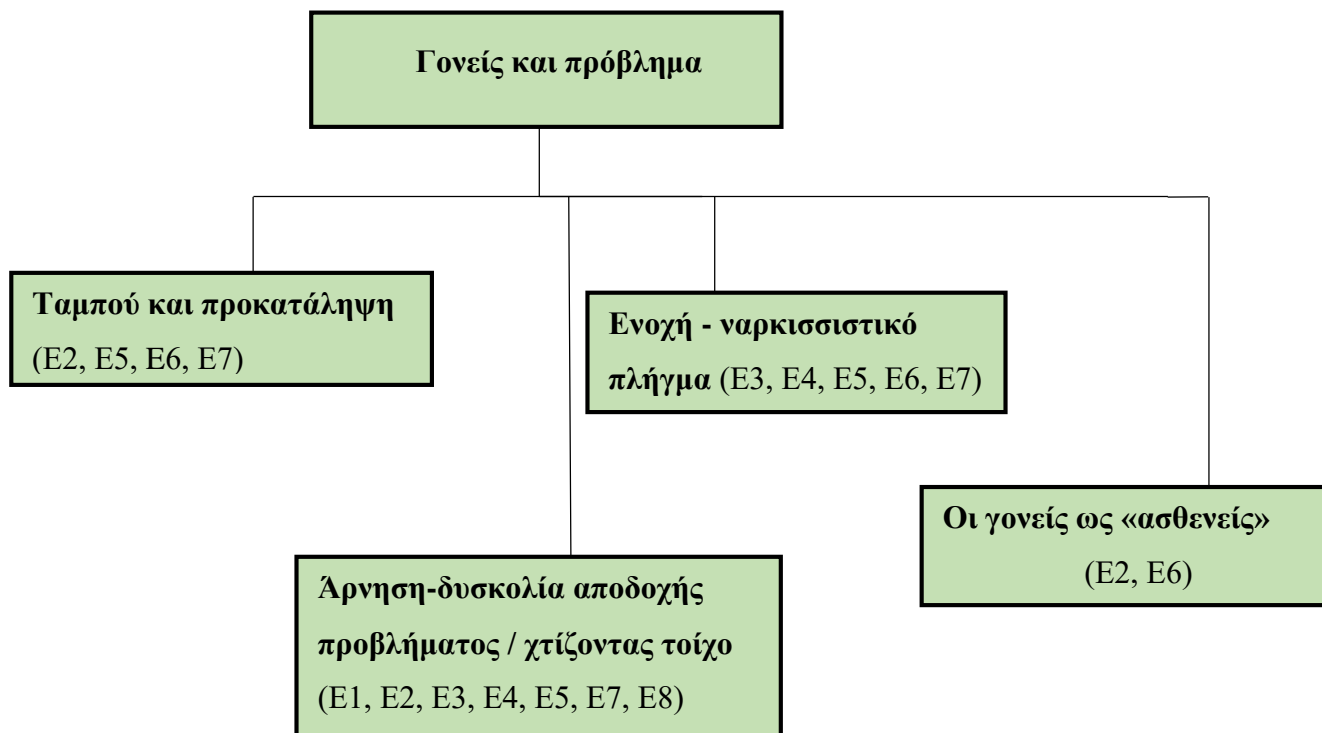 Γονείς και πρόβλημα
Ταμπού και προκατάληψη
(Ε2, Ε5, Ε6, Ε7)
Ενοχή - ναρκισσιστικό
πλήγμα (Ε3, Ε4, Ε5, Ε6, Ε7)
Οι γονείς ως «ασθενείς»
(Ε2, Ε6)
Άρνηση-δυσκολία αποδοχής
προβλήματος / χτίζοντας τοίχο
(Ε1, Ε2, Ε3, Ε4, Ε5, Ε7, Ε8)